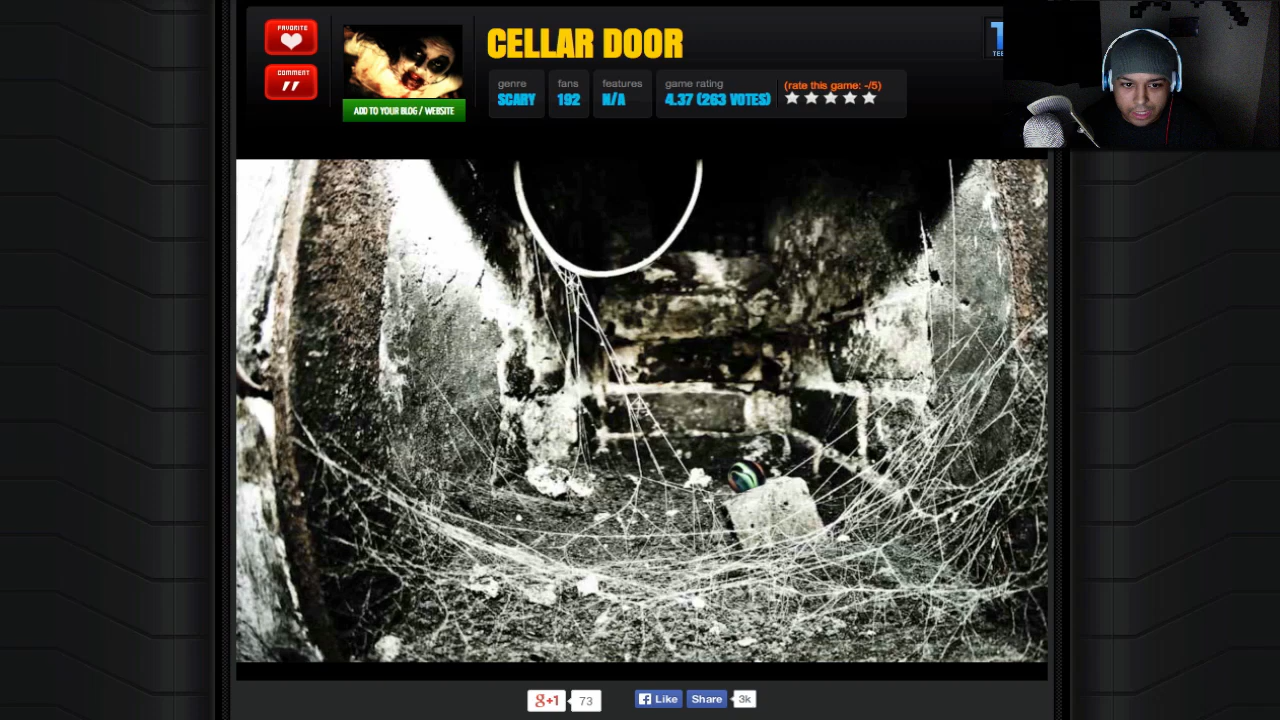 FAVORITE
COMMENT
ADD TO YOUR BLOG / WEBSITE
CELLAR DOOR
genre
SCARY
fans
192
features
N/A
game rating
4.37 (263 VOTES)
(rate this game: -/5)
TEE
g+1
73
Like
Share
3k